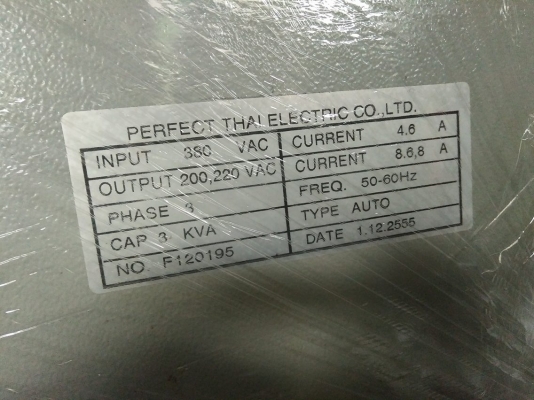 PERFECT THAI ELECTRIC CO.,LTD.
INPUT 380 VAC CURRENT 4.6 A
OUTPUT 200,220 VAC CURRENT 8.6,8 A
PHASE 3 FREQ. 50-60Hz
CAP 3 KVA TYPE AUTO
NO F120195 DATE 1.12.2555